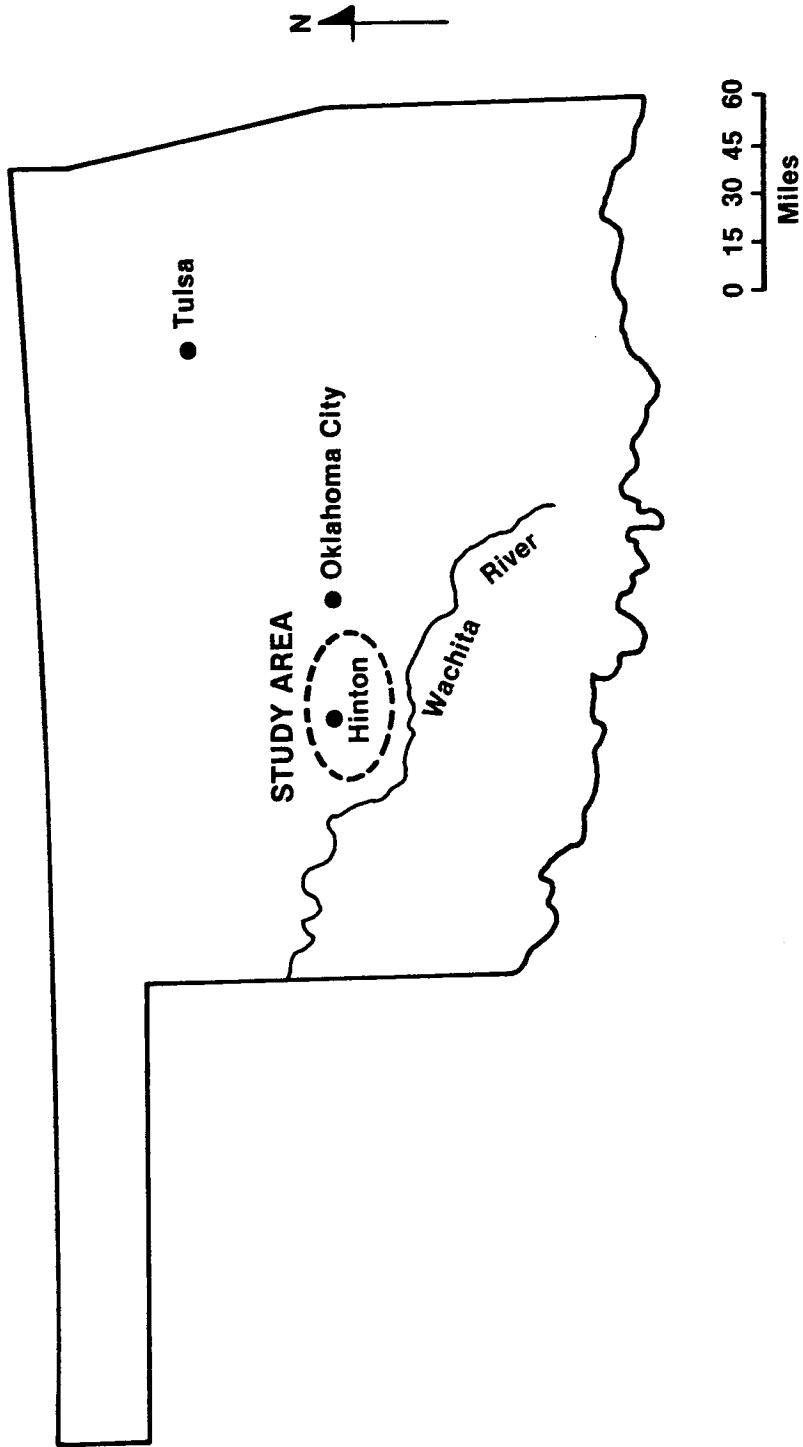 N
Tulsa
Oklahoma City
STUDY AREA
Hinton
Wachita
River
0 15 30 45 60
Miles